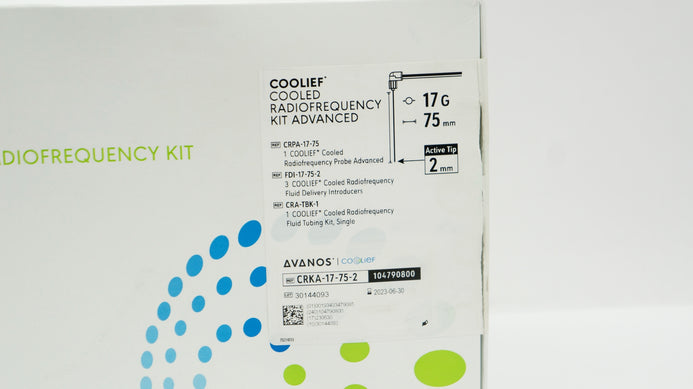 COOLIEF*
COOLED
RADIOFREQUENCY
KIT ADVANCED
17 G
75 mm
Active Tip
2 mm
REF CRPA-17-75
1 COOLIEF* Cooled
Radiofrequency Probe Advanced
REF FDI-17-75-2
3 COOLIEF* Cooled Radiofrequency
Fluid Delivery Introducers
REF CRA-TBK-1
1 COOLIEF* Cooled Radiofrequency
Fluid Tubing Kit, Single
ADIOFREQUENCY KIT
AVANOS* | COOLIEF
REF CRKA-17-75-2 104790800
LOT 30144093 2023-06-30